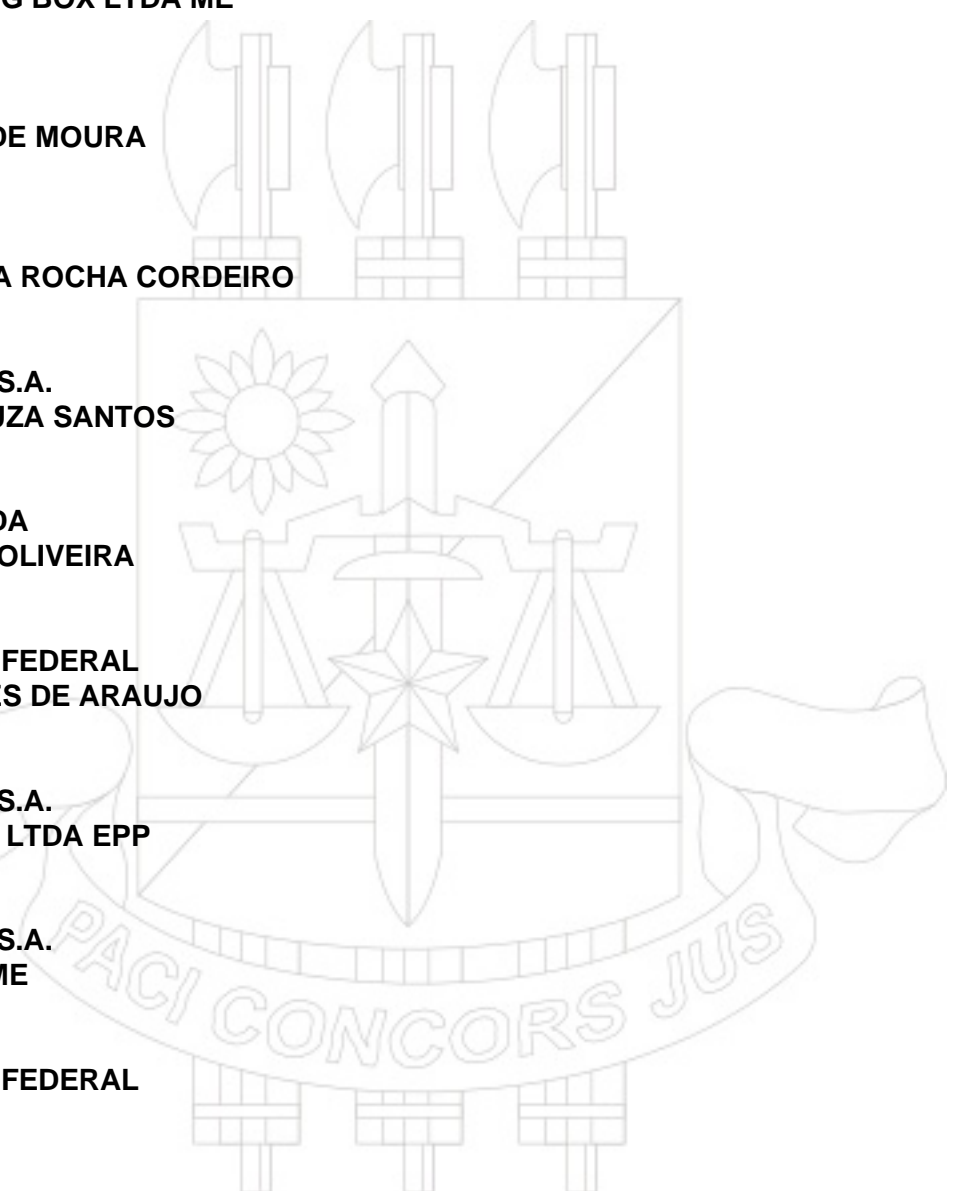 G BOX LTDA ME
DE MOURA
A ROCHA CORDEIRO
S.A.
UZA SANTOS
DA
OLIVEIRA
FEDERAL
ES DE ARAUJO
S.A.
LTDA EPP
S.A.
ME
PACI CONCORS JUS
FEDERAL